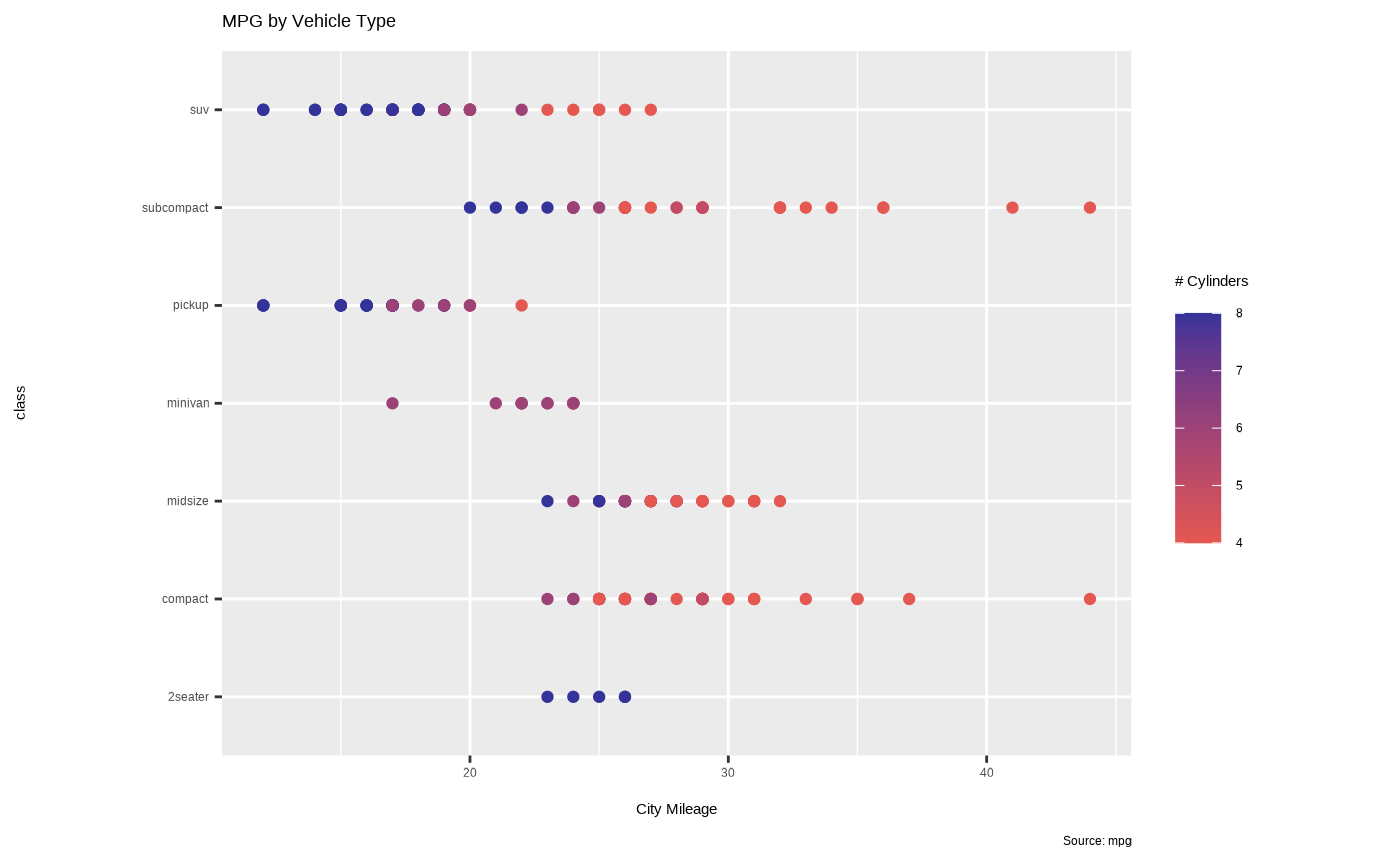 MPG by Vehicle Type
suv
subcompact
pickup
minivan
midsize
compact
2seater
class
20
30
40
City Mileage
# Cylinders
8
7
6
5
4
Source: mpg